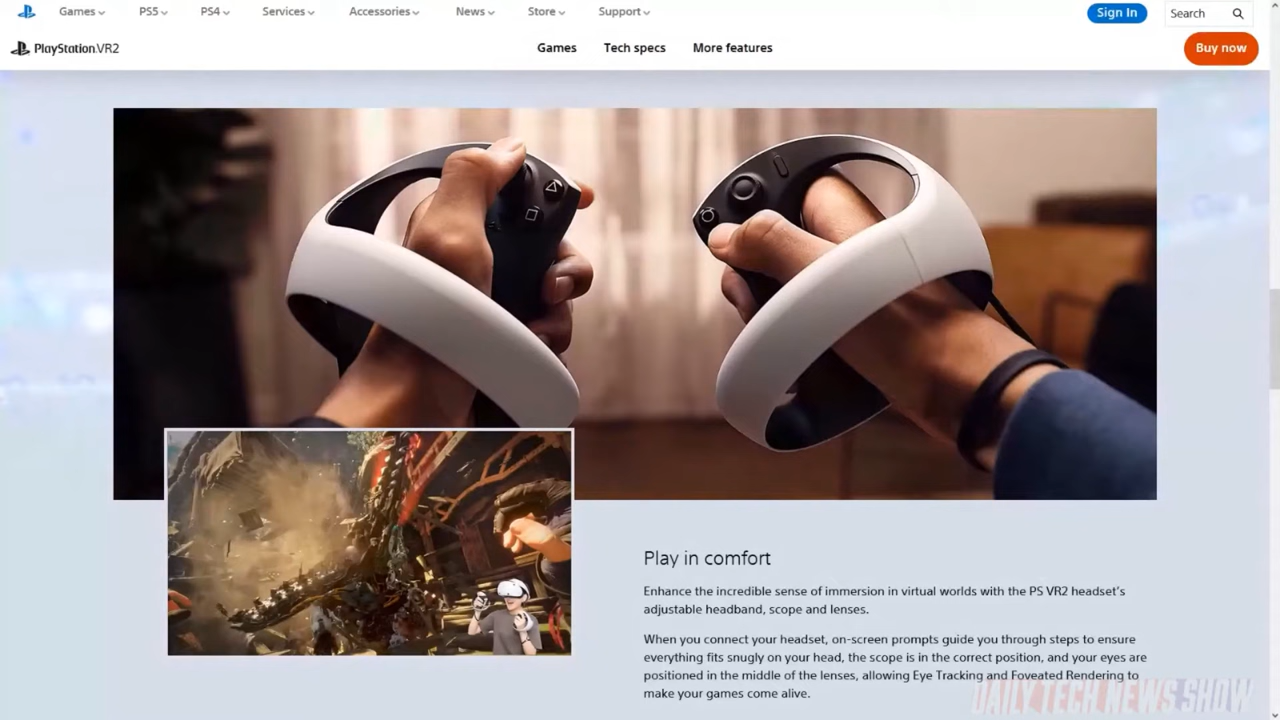 Games
PS5
PS4
Services
Accessories
News
Store
Support
Sign In
Search
PlayStation.VR2
Games
Tech specs
More features
Buy now
Play in comfort
Enhance the incredible sense of immersion in virtual worlds with the PS VR2 headset's
adjustable headband, scope and lenses.
When you connect your headset, on-screen prompts guide you through steps to ensure
everything fits snugly on your head, the scope is in the correct position, and your eyes are
positioned in the middle of the lenses, allowing Eye Tracking and Foveated Rendering to
make your games come alive.
DAILY TECH NEWS SHOW